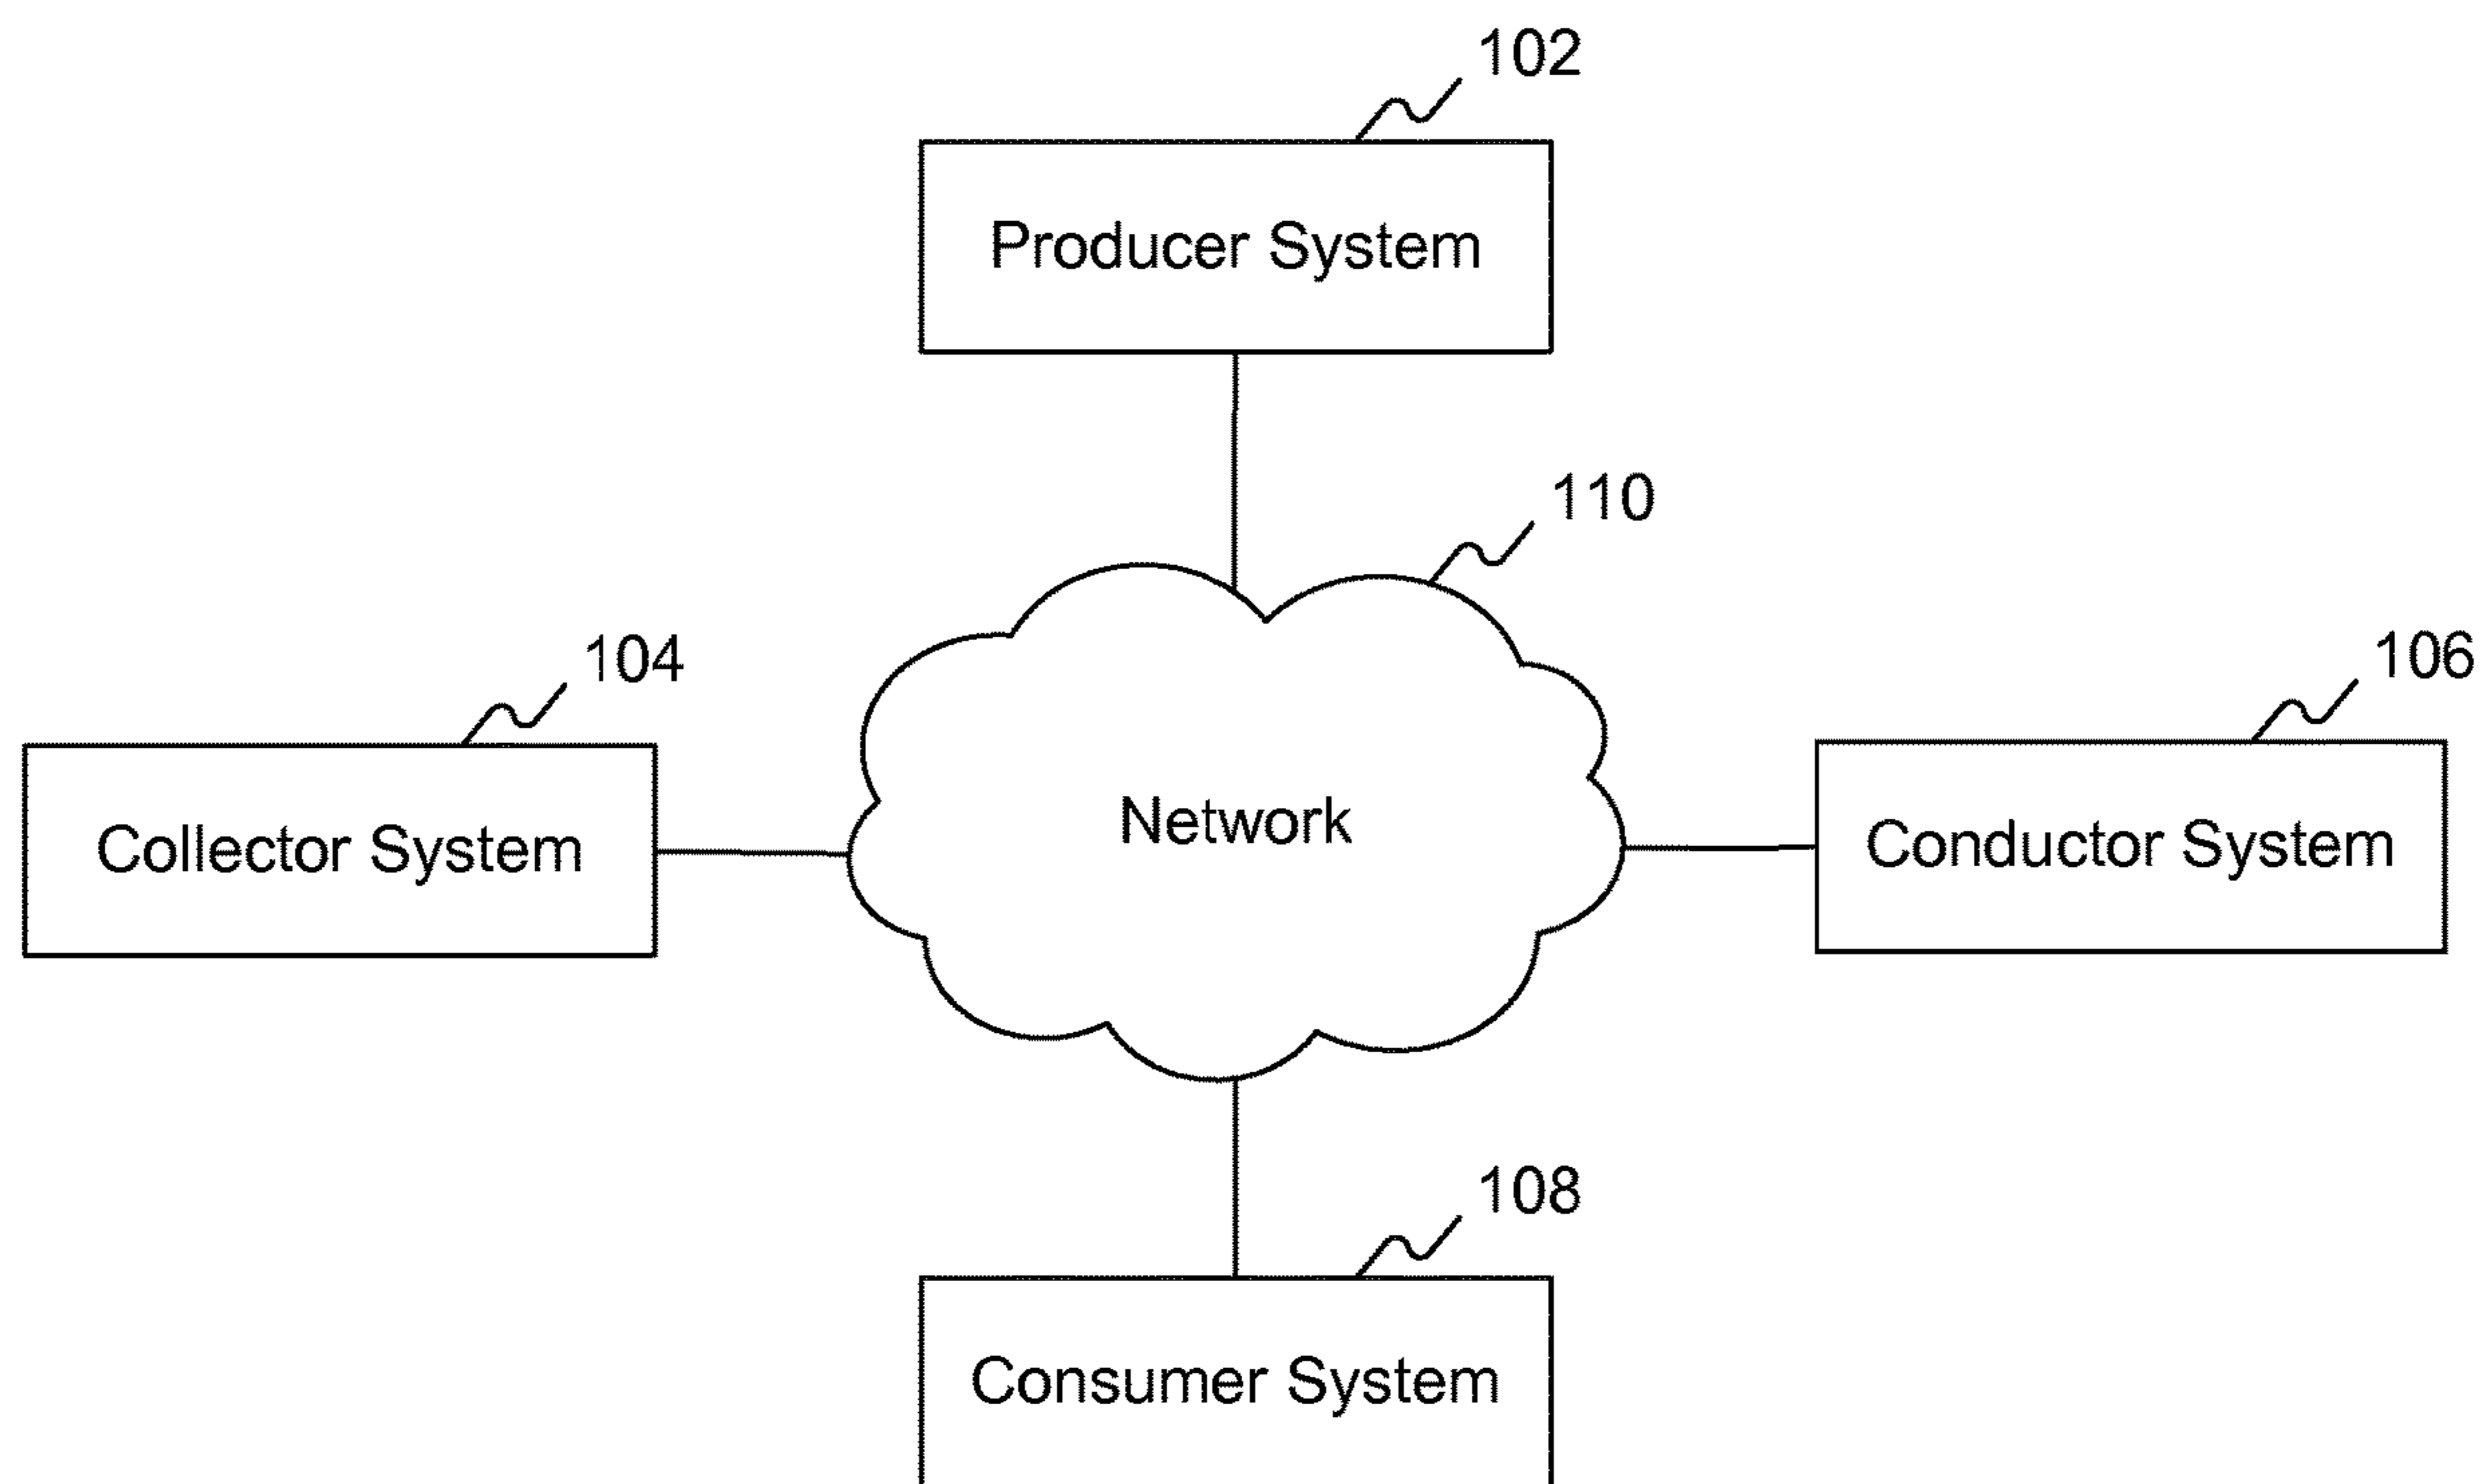 102
Producer System
110
104
106
Network
Collector System
Conductor System
108
Consumer System